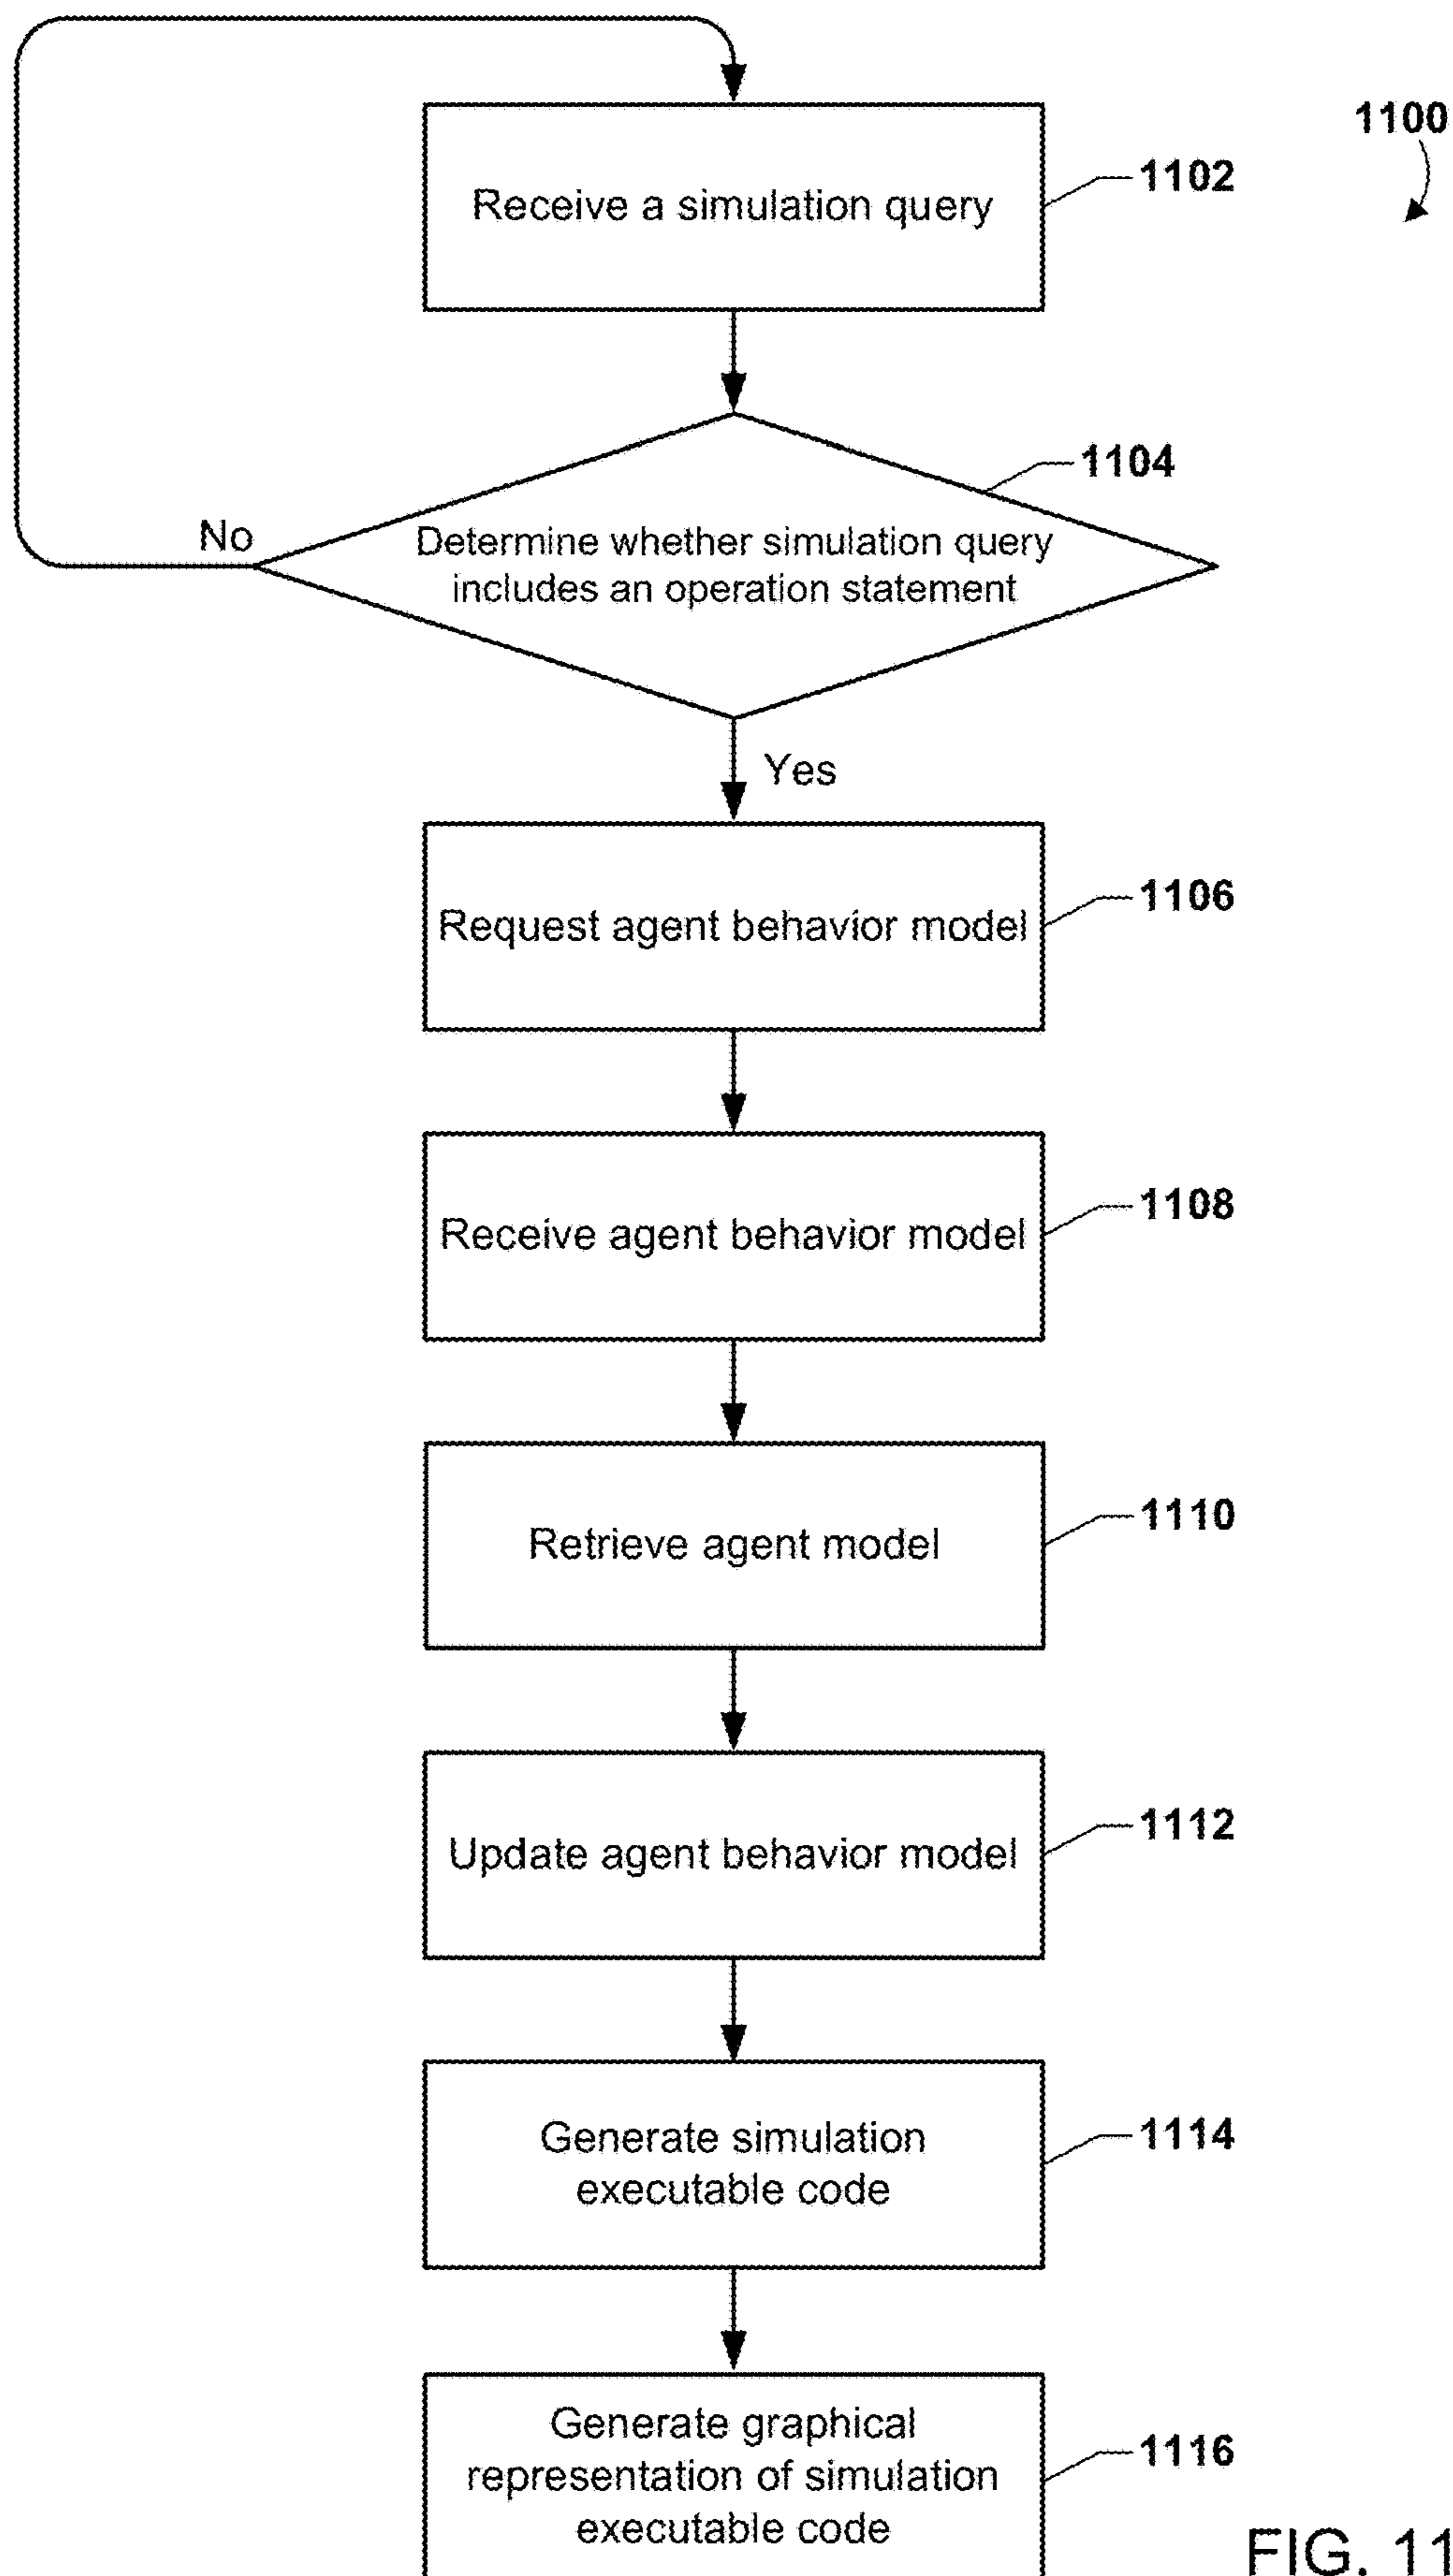 1100
Receive a simulation query
1102
1104
Determine whether simulation query
includes an operation statement
No
Yes
Request agent behavior model
1106
Receive agent behavior model
1108
Retrieve agent model
1110
Update agent behavior model
1112
Generate simulation
executable code
1114
Generate graphical
representation of simulation
executable code
1116
FIG. 11